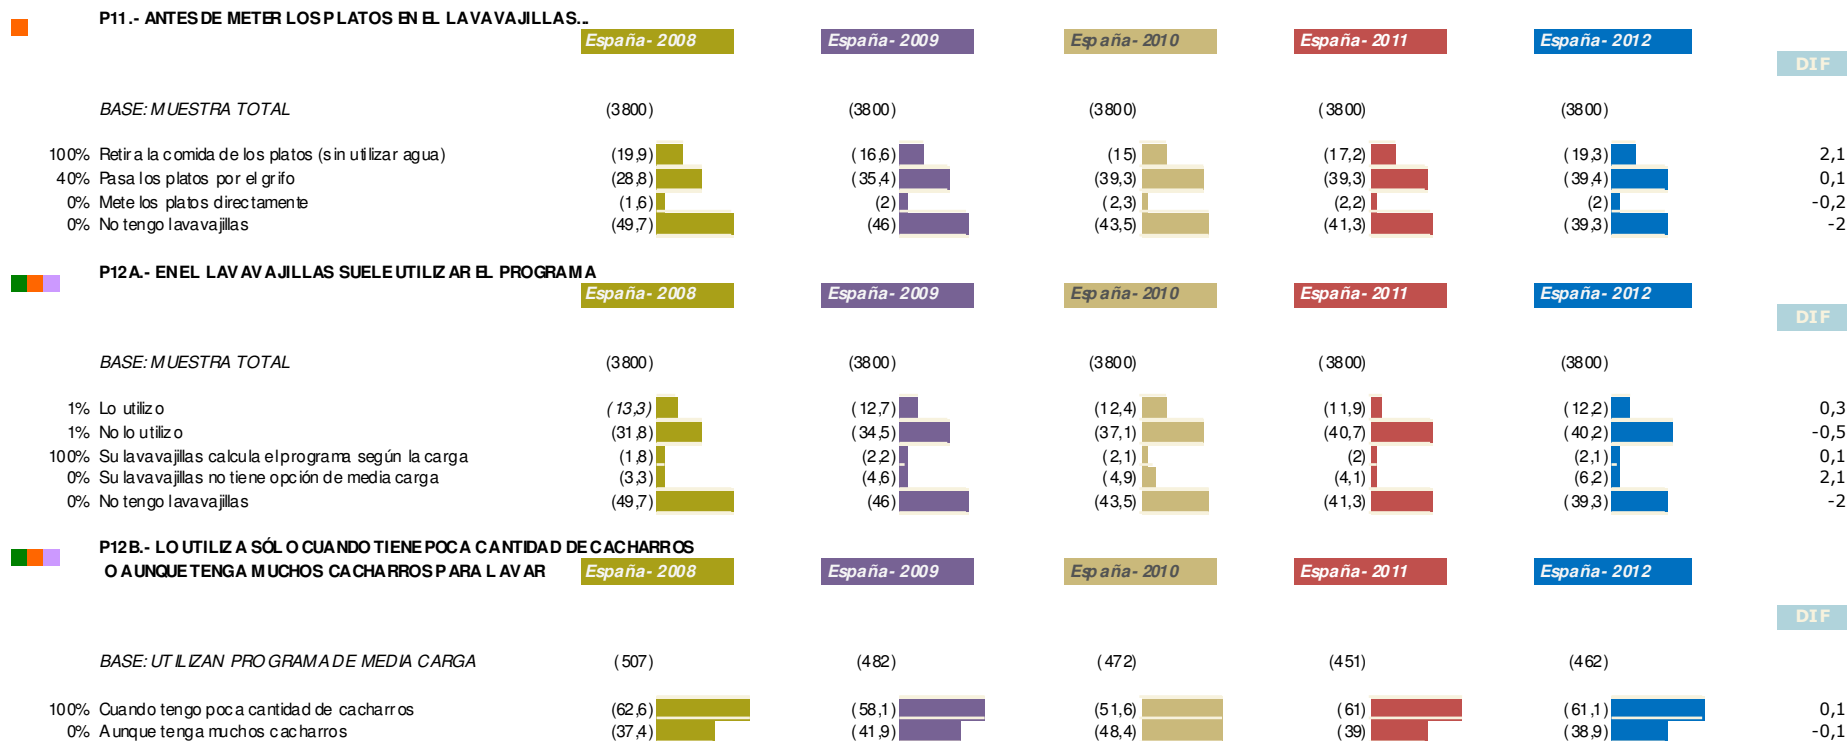 P11.- ANTES DE METER LOS PLATOS EN EL LAVAVAJILLAS...
España- 2008 España- 2009 España- 2010 España- 2011 España- 2012
DIF
BASE: MUESTRA TOTAL (3800) (3800) (3800) (3800) (3800)
100% Retira la comida de los platos (sin utilizar agua) (19,9) (16,6) (15) (17,2) (19,3) 2,1
40% Pasa los platos por el grifo (28,8) (35,4) (39,3) (39,3) (39,4) 0,1
0% Mete los platos directamente (1,6) (2) (2,3) (2,2) (2) -0,2
0% No tengo lavavajillas (49,7) (46) (43,5) (41,3) (39,3) -2
P12A.- EN EL LAVAVAJILLAS SUELE UTILIZAR EL PROGRAMA
España- 2008 España- 2009 España- 2010 España- 2011 España- 2012
DIF
BASE: MUESTRA TOTAL (3800) (3800) (3800) (3800) (3800)
1% Lo utilizo (13,3) (12,7) (12,4) (11,9) (12,2) 0,3
1% No lo utilizo (31,8) (34,5) (37,1) (40,7) (40,2) -0,5
100% Su lavavajillas calcula el programa según la carga (1,8) (2,2) (2,1) (2) (2,1) 0,1
0% Su lavavajillas no tiene opción de media carga (3,3) (4,6) (4,9) (4,1) (6,2) 2,1
0% No tengo lavavajillas (49,7) (46) (43,5) (41,3) (39,3) -2
P12B.- LO UTILIZA SÓLO CUANDO TIENE POCA CANTIDAD DE CACHARROS
O AUNQUE TENGA MUCHOS CACHARROS PARA LAVAR España- 2008 España- 2009 España- 2010 España- 2011 España- 2012
DIF
BASE: UTILIZAN PROGRAMA DE MEDIA CARGA (507) (482) (472) (451) (462)
100% Cuando tengo poca cantidad de cacharros (62,6) (58,1) (51,6) (61) (61,1) 0,1
0% Aunque tenga muchos cacharros (37,4) (41,9) (48,4) (39) (38,9) -0,1